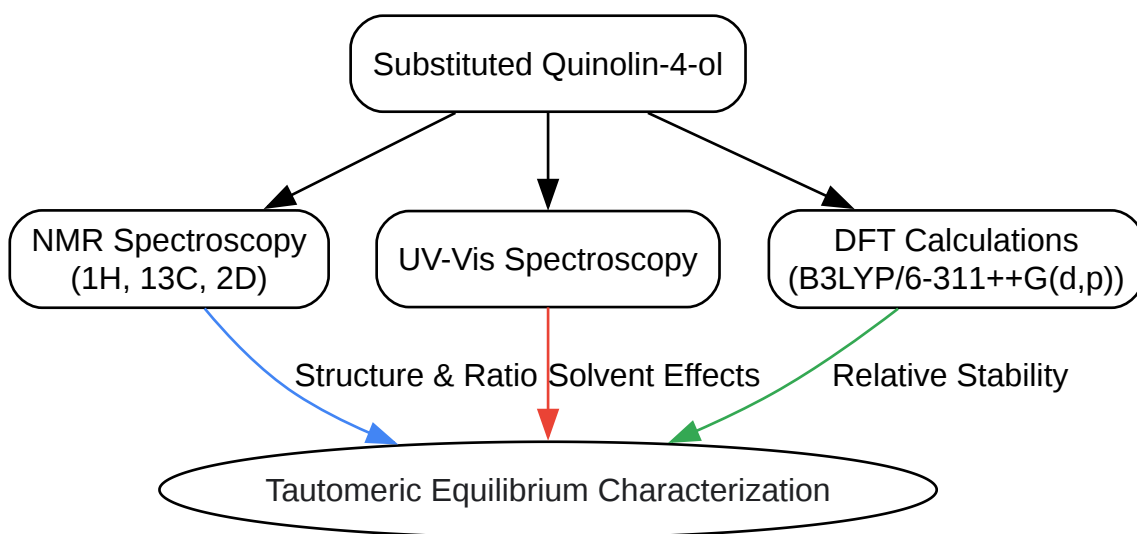 Substituted Quinolin-4-ol
NMR Spectroscopy
(1H, 13C, 2D)
UV-Vis Spectroscopy
DFT Calculations
(B3LYP/6-311++G(d,p))
Structure & Ratio
Solvent Effects
Relative Stability
Tautomeric Equilibrium Characterization